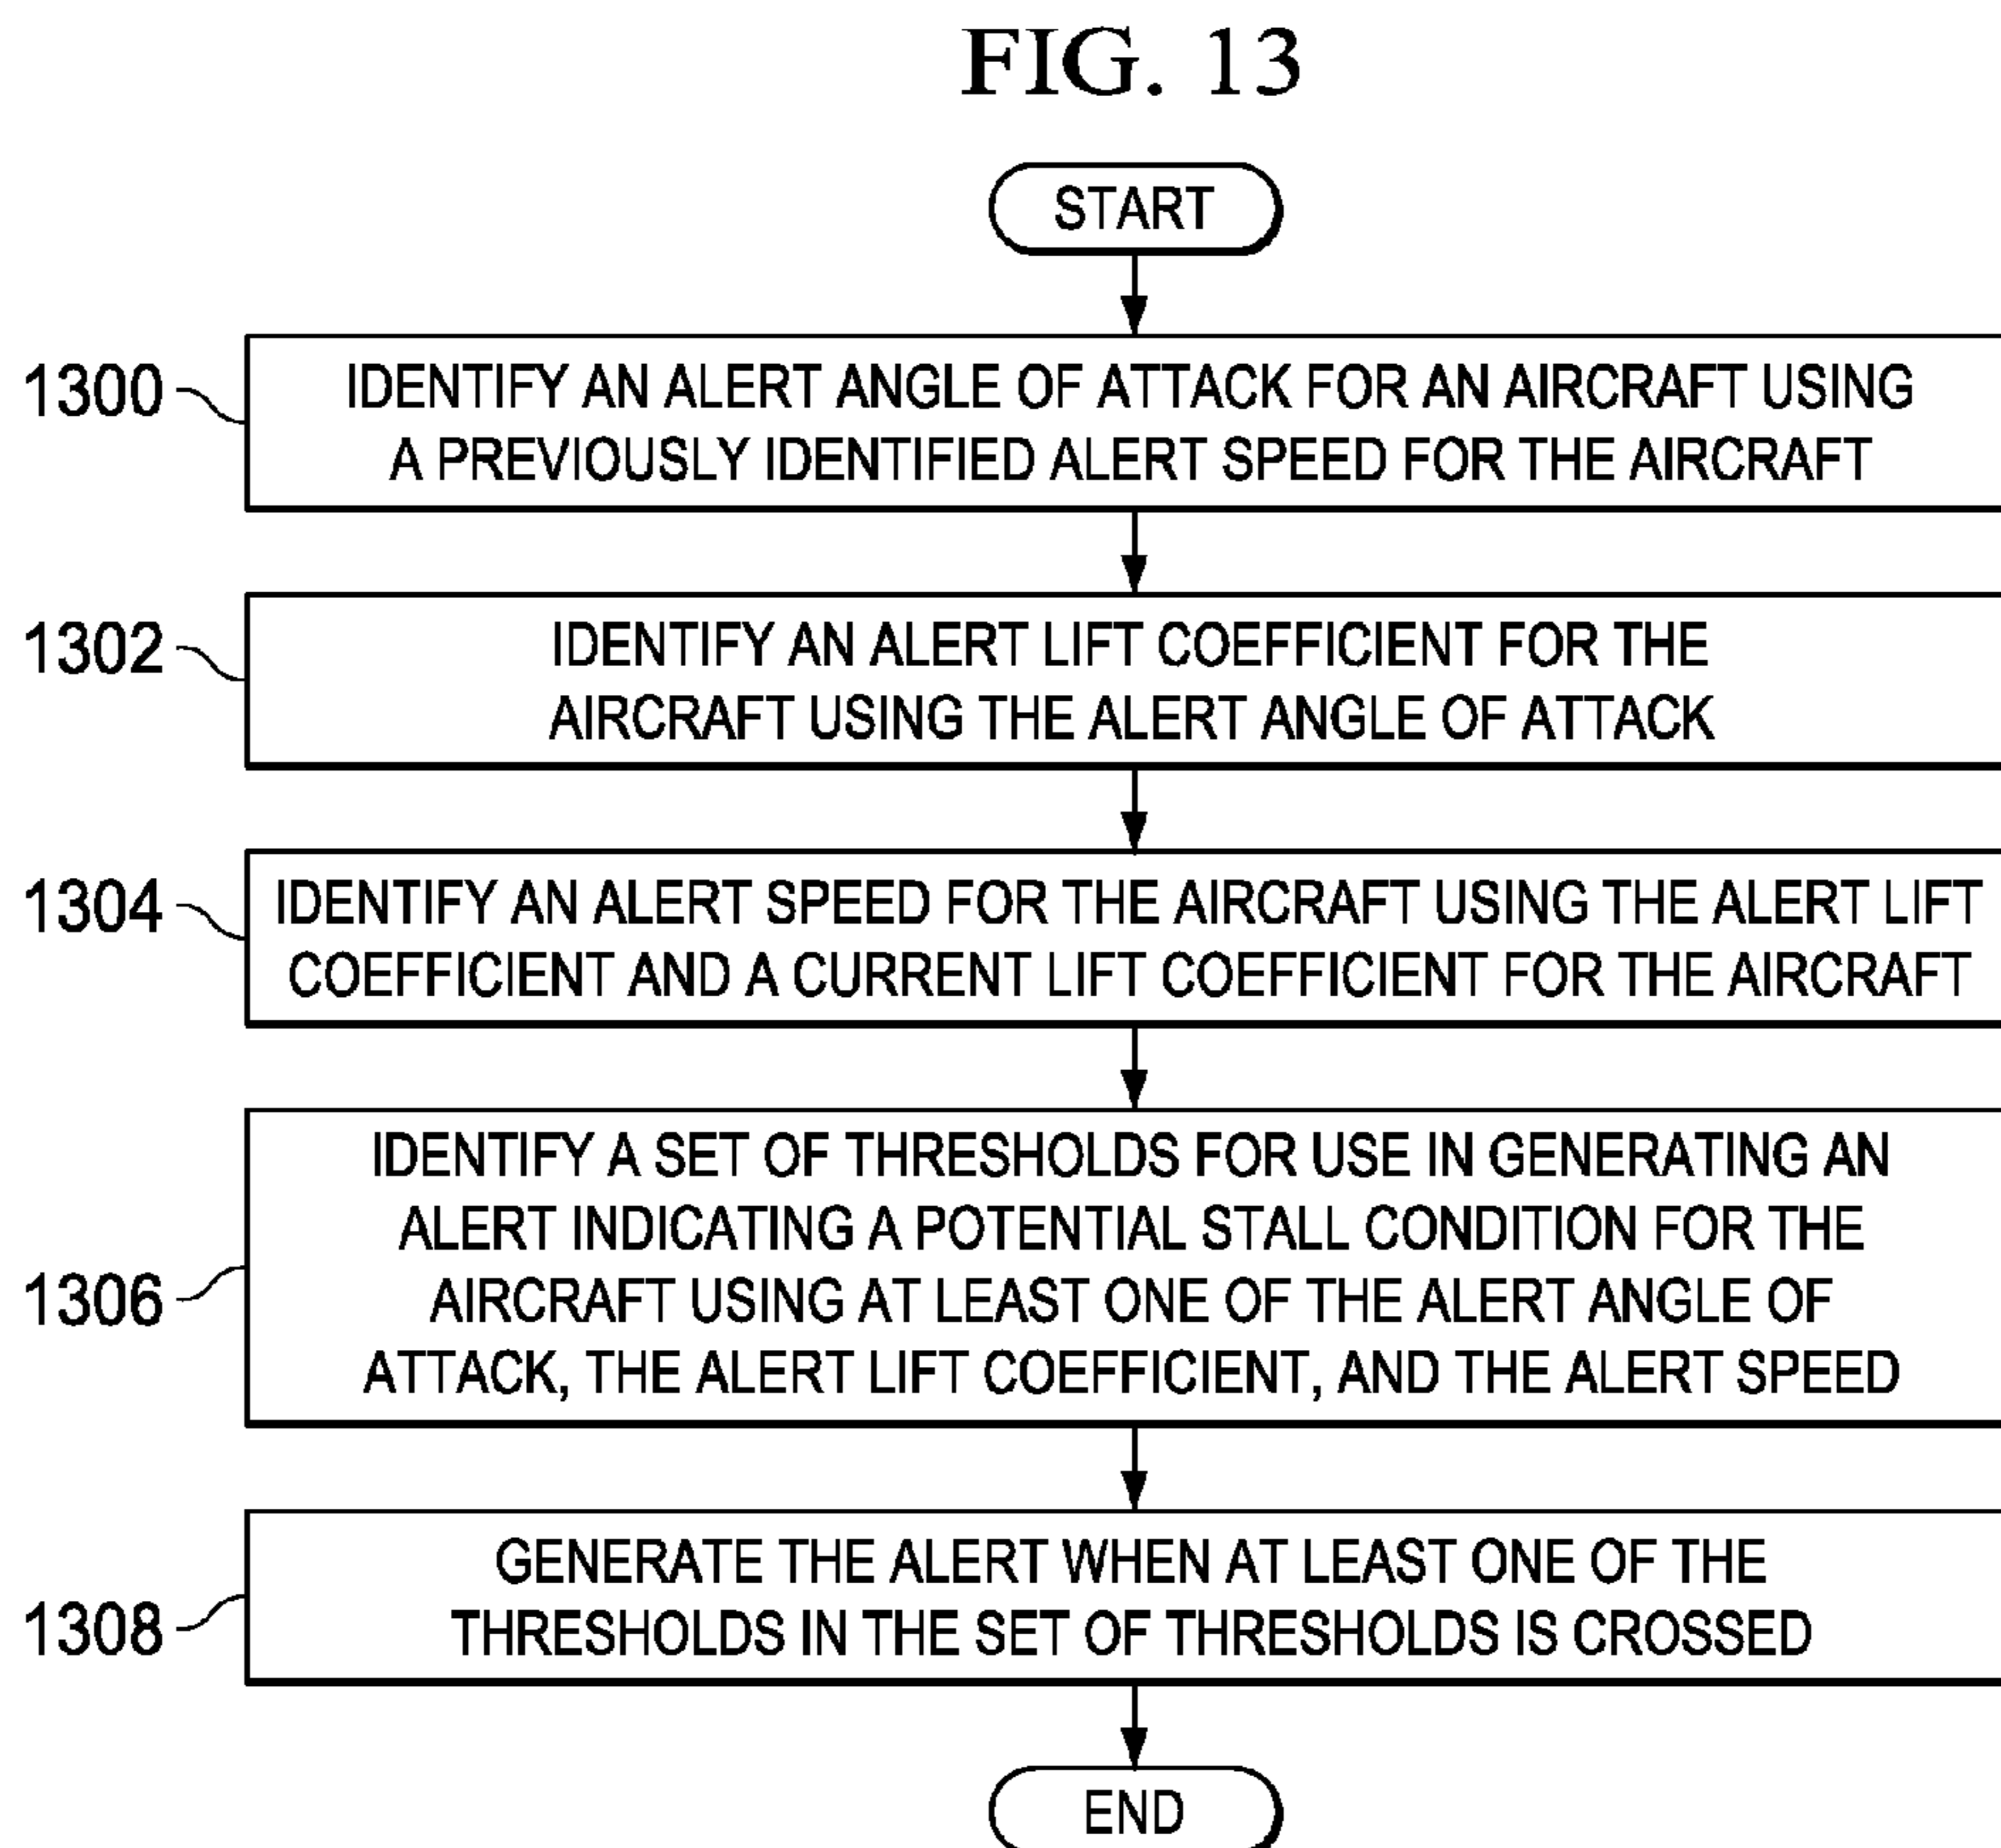 FIG. 13
START
1300
IDENTIFY AN ALERT ANGLE OF ATTACK FOR AN AIRCRAFT USING
A PREVIOUSLY IDENTIFIED ALERT SPEED FOR THE AIRCRAFT
1302
IDENTIFY AN ALERT LIFT COEFFICIENT FOR THE
AIRCRAFT USING THE ALERT ANGLE OF ATTACK
1304
IDENTIFY AN ALERT SPEED FOR THE AIRCRAFT USING THE ALERT LIFT
COEFFICIENT AND A CURRENT LIFT COEFFICIENT FOR THE AIRCRAFT
1306
IDENTIFY A SET OF THRESHOLDS FOR USE IN GENERATING AN
ALERT INDICATING A POTENTIAL STALL CONDITION FOR THE
AIRCRAFT USING AT LEAST ONE OF THE ALERT ANGLE OF
ATTACK, THE ALERT LIFT COEFFICIENT, AND THE ALERT SPEED
1308
GENERATE THE ALERT WHEN AT LEAST ONE OF THE
THRESHOLDS IN THE SET OF THRESHOLDS IS CROSSED
END